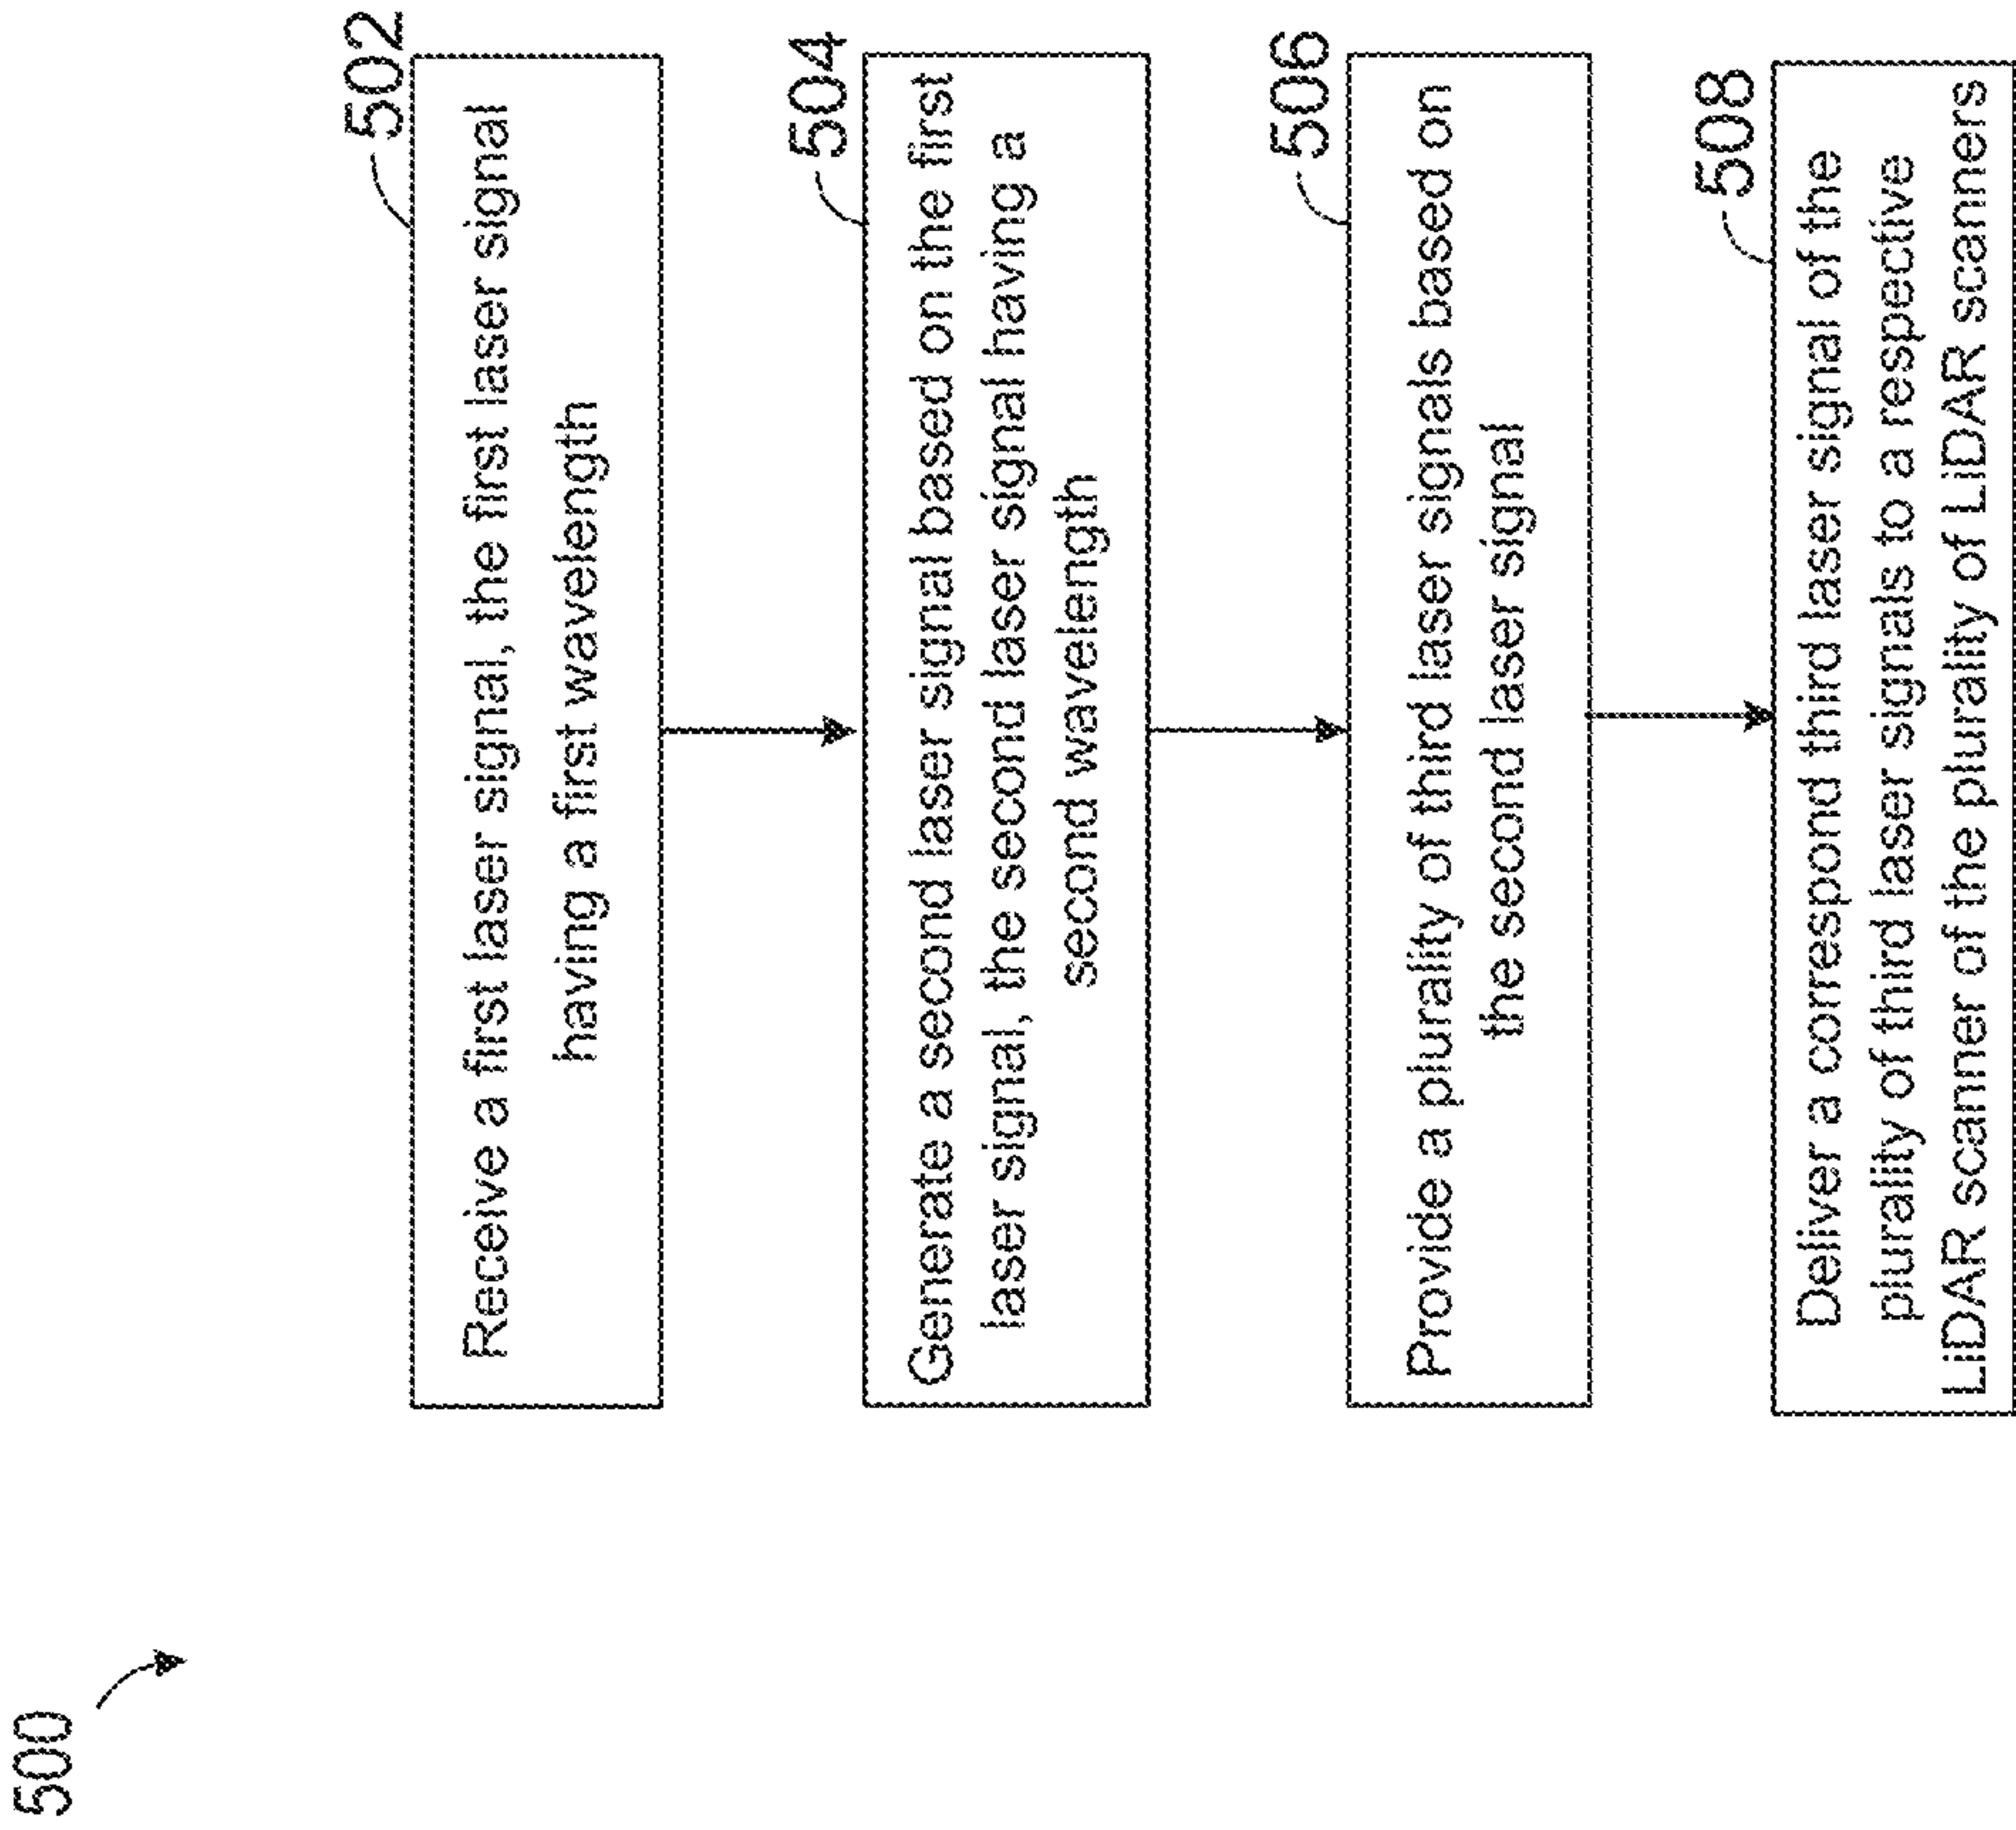 500
502
Receive a first laser signal, the first laser signal
having a first wavelength
504
Generate a second laser signal based on the first
laser signal, the second laser signal having a
second wavelength
506
Provide a plurality of third laser signals based on
the second laser signal
508
Deliver a correspond third laser signal of the
plurality of third laser signals to a respective
LiDAR scanner of the plurality of LiDAR scanners